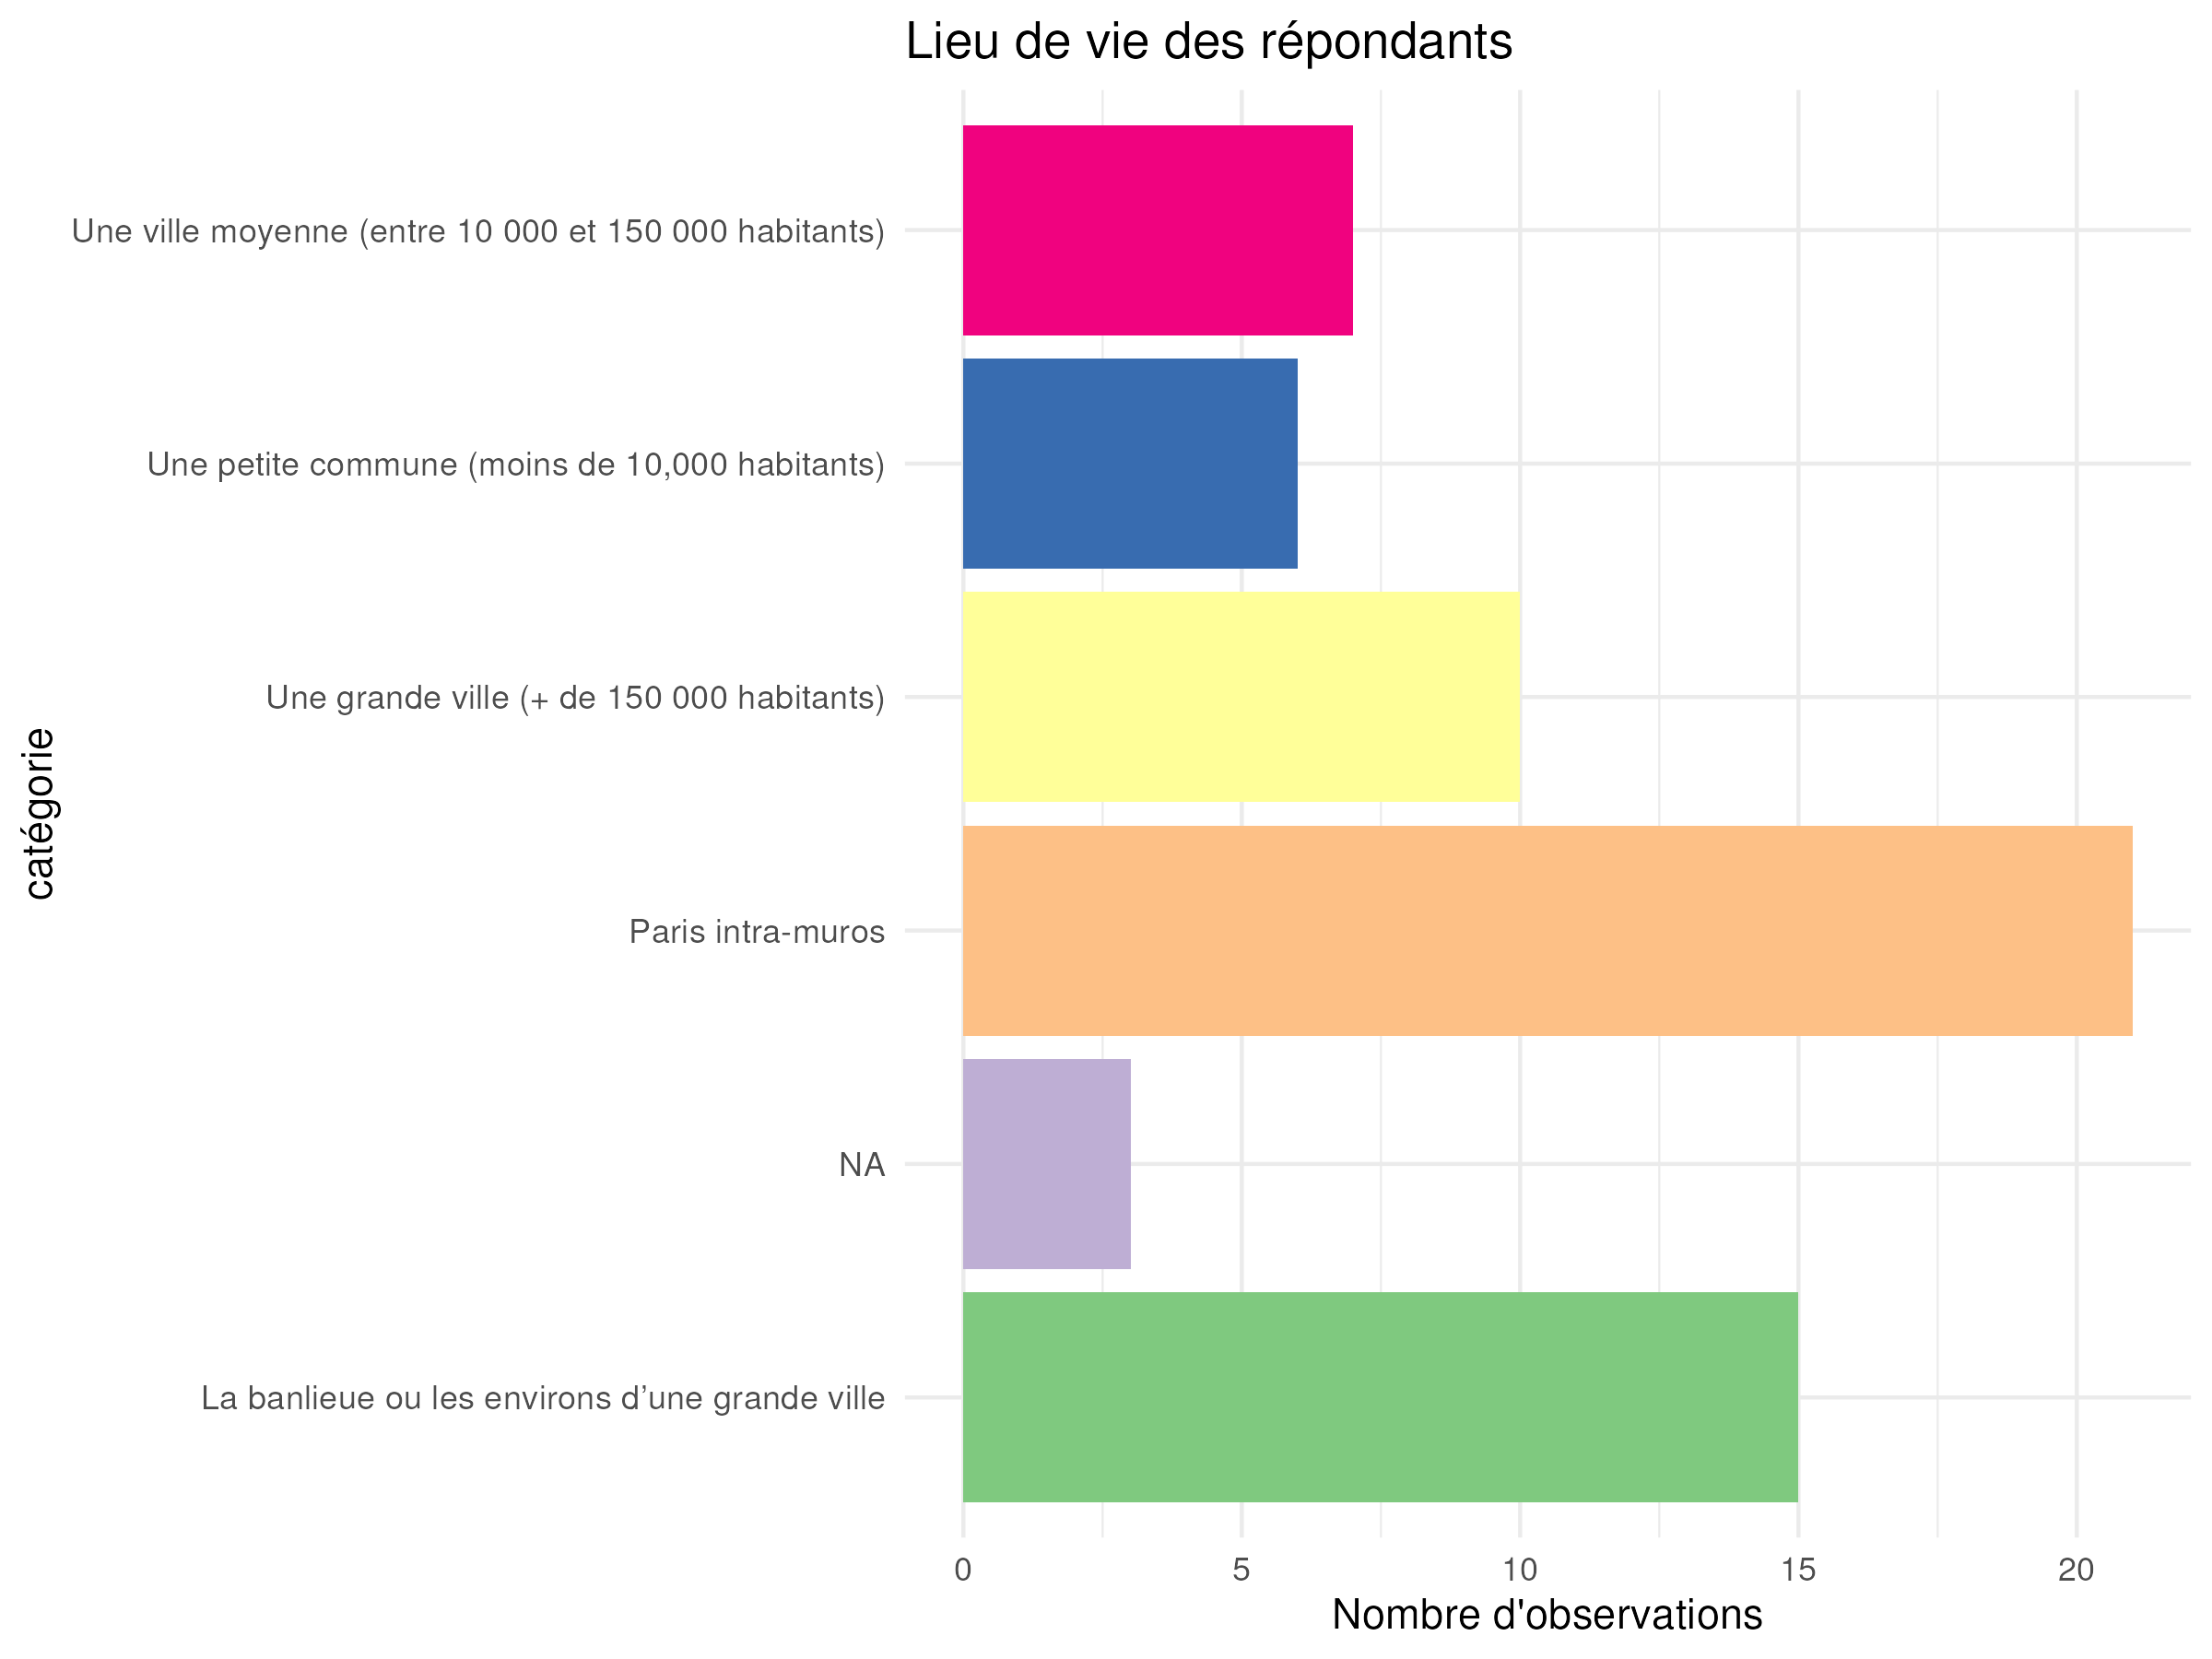 Lieu de vie des répondants
Une ville moyenne (entre 10 000 et 150 000 habitants)
Une petite commune (moins de 10,000 habitants)
Une grande ville (+ de 150 000 habitants)
Paris intra-muros
NA
La banlieue ou les environs d’une grande ville
catégorie
0 5 10 15 20
Nombre d'observations